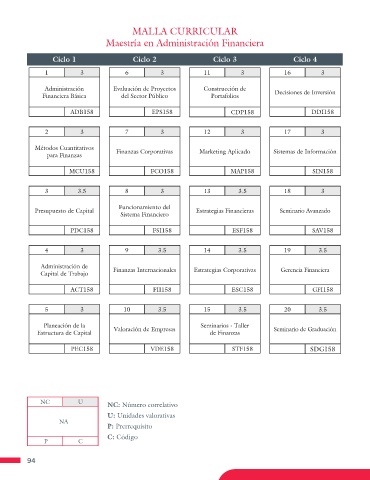 MALLA CURRICULAR
Maestría en Administración Financiera
Ciclo 1 Ciclo 2 Ciclo 3 Ciclo 4
1 3 6 3 11 3 16 3
Administración Financiera Básica
Evaluación de Proyectos del Sector Público
Construcción de Portafolios
Decisiones de Inversión
ADB158 EPS158 CDP158 DDI158
2 3 7 3 12 3 17 3
Métodos Cuantitativos para Finanzas
Finanzas Corporativas
Marketing Aplicado
Sistemas de Información
MCU158 FCO158 MAP158 SIN158
3 3.5 8 3 13 3.5 18 3
Presupuesto de Capital
Funcionamiento del Sistema Financiero
Estrategias Financieras
Seminario Avanzado
PDC158 FSI158 ESF158 SAV158
4 3 9 3.5 14 3.5 19 3.5
Administración de Capital de Trabajo
Finanzas Internacionales
Estrategias Corporativas
Gerencia Financiera
ACT158 FII158 ESC158 GFI158
5 3 10 3.5 15 3.5 20 3.5
Planeación de la Estructura de Capital
Valoración de Empresas
Seminarios - Taller de Finanzas
Seminario de Graduación
PEC158 VDE158 STF158 SDG158
NC U
NA
P C
NC: Número correlativo
U: Unidades valorativas
P: Prerrequisito
C: Código
94